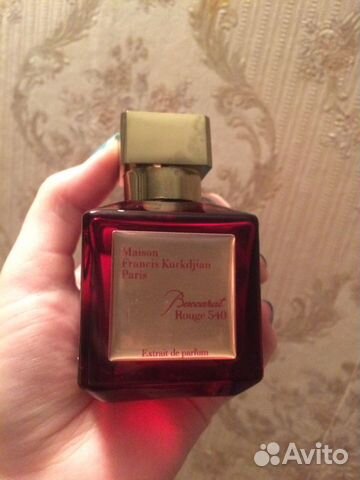 Maison
Francis Kurkdjian
Paris
Baccarat
Rouge 540
Extrait de parfum
Avito